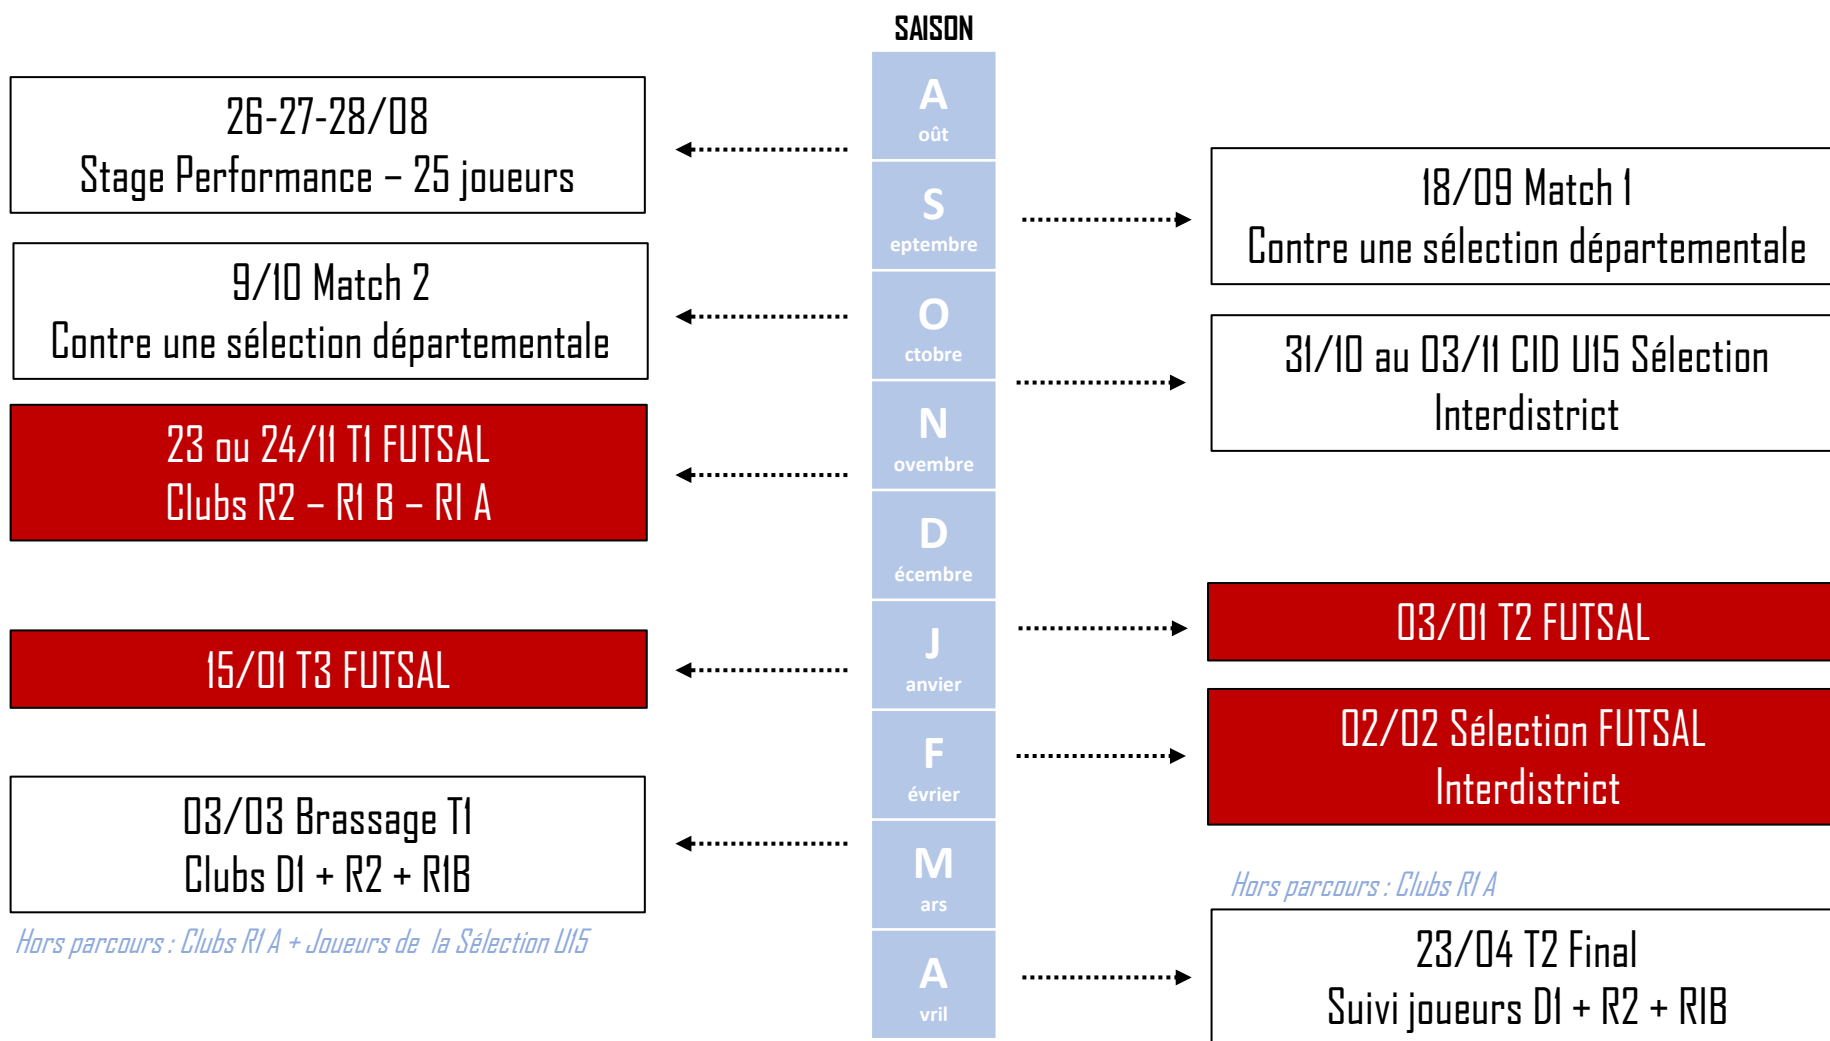 SAISON
26-27-28/08
Stage Performance – 25 joueurs
9/10 Match 2
Contre une sélection départementale
23 ou 24/11 T1 FUTSAL
Clubs R2 – R1 B – R1 A
15/01 T3 FUTSAL
03/03 Brassage T1
Clubs D1 + R2 + R1B
Hors parcours : Clubs R1 A + Joueurs de la Sélection U15
A
oût
S
eptembre
O
ctobre
N
ovembre
D
écembre
J
anvier
F
évrier
M
ars
A
vril
18/09 Match 1
Contre une sélection départementale
31/10 au 03/11 CID U15 Sélection
Interdistrict
03/01 T2 FUTSAL
02/02 Sélection FUTSAL
Interdistrict
Hors parcours : Clubs R1 A
23/04 T2 Final
Suivi joueurs D1 + R2 + R1B